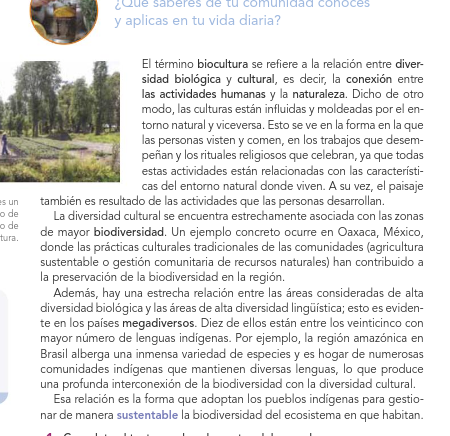 ¿Qué saberes de tu comunidad conoces
y aplicas en tu vida diaria?
El término biocultura se refiere a la relación entre diver-
sidad biológica y cultural, es decir, la conexión entre
las actividades humanas y la naturaleza. Dicho de otro
modo, las culturas están influidas y moldeadas por el en-
torno natural y viceversa. Esto se ve en la forma en la que
las personas visten y comen, en los trabajos que desem-
peñan y los rituales religiosos que celebran, ya que todas
estas actividades están relacionadas con las característi-
cas del entorno natural donde viven. A su vez, el paisaje
también es resultado de las actividades que las personas desarrollan.
es un
o de
o de
tura.
La diversidad cultural se encuentra estrechamente asociada con las zonas
de mayor biodiversidad. Un ejemplo concreto ocurre en Oaxaca, México,
donde las prácticas culturales tradicionales de las comunidades (agricultura
sustentable o gestión comunitaria de recursos naturales) han contribuido a
la preservación de la biodiversidad en la región.
Además, hay una estrecha relación entre las áreas consideradas de alta
diversidad biológica y las áreas de alta diversidad lingüística; esto es eviden-
te en los países megadiversos. Diez de ellos están entre los veinticinco con
mayor número de lenguas indígenas. Por ejemplo, la región amazónica en
Brasil alberga una inmensa variedad de especies y es hogar de numerosas
comunidades indígenas que mantienen diversas lenguas, lo que produce
una profunda interconexión de la biodiversidad con la diversidad cultural.
Esa relación es la forma que adoptan los pueblos indígenas para gestio-
nar de manera sustentable la biodiversidad del ecosistema en que habitan.